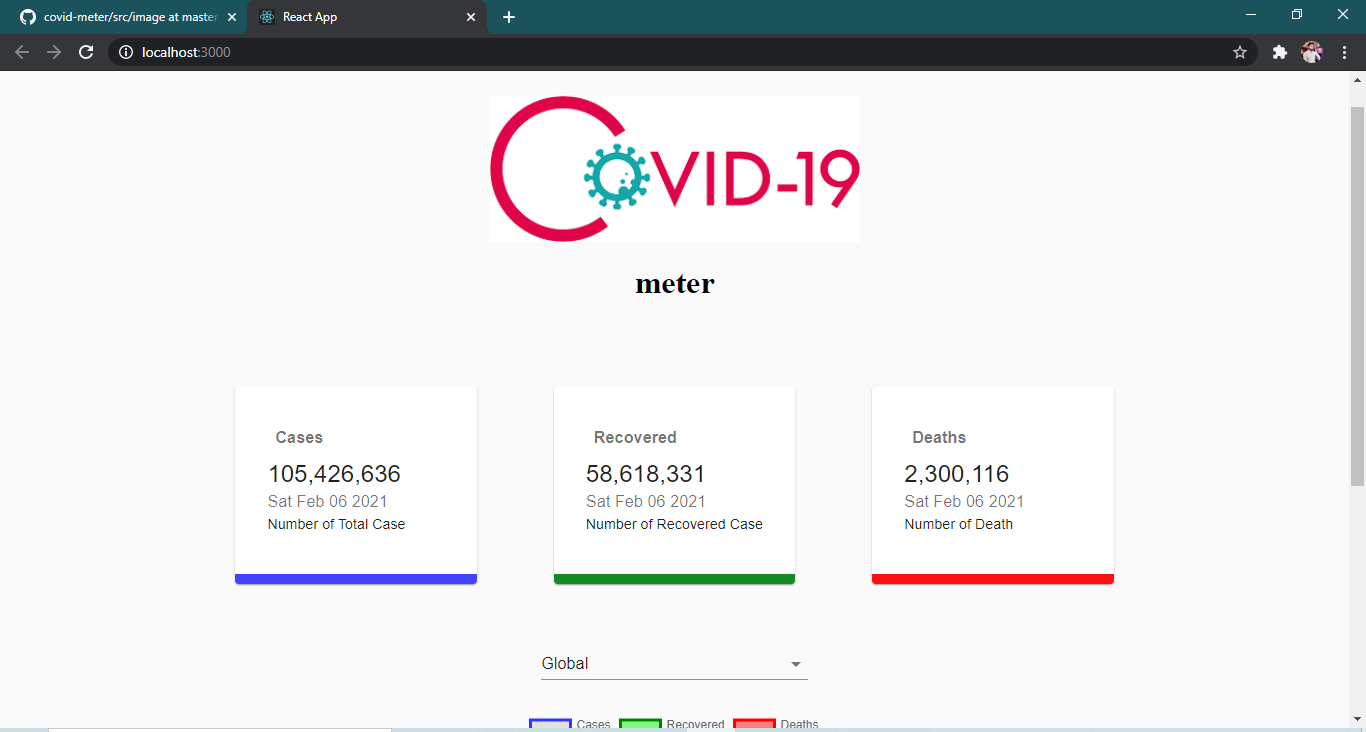 covid-meter/src/image at master
React App
localhost:3000
COVID-19
meter
Cases
105,426,636
Sat Feb 06 2021
Number of Total Case
Recovered
58,618,331
Sat Feb 06 2021
Number of Recovered Case
Deaths
2,300,116
Sat Feb 06 2021
Number of Death
Global
Cases Recovered Deaths